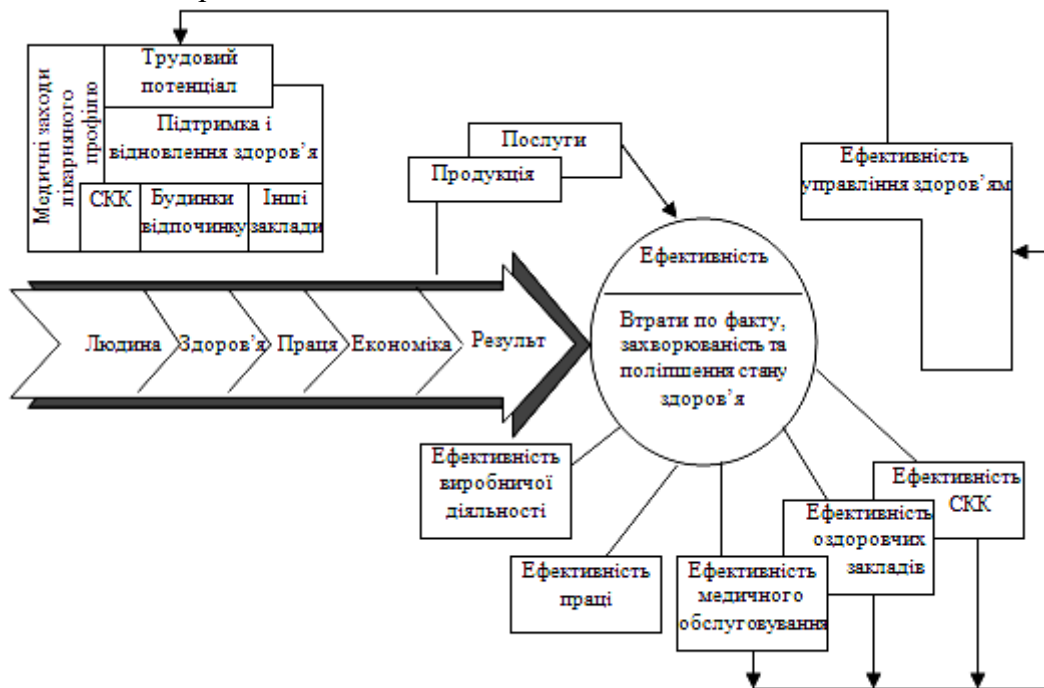 Медичні заходи
лікарняного
профілю
Трудовий
потенціал
Підтримка і
відновлення здоров’я
СКК
Будинки
відпочинку
Інші
заклади
Послуги
Продукція
Ефективність
управління здоров’ям
Ефективність
Втрати по факту,
захворюваність та
поліпшення стану
здоров’я
Людина
Здоров’я
Праця
Економіка
Результ
Ефективність
виробничої
діяльності
Ефективність
праці
Ефективність
медичного
обслуговування
Ефективність
оздоровчих
закладів
Ефективність
СКК